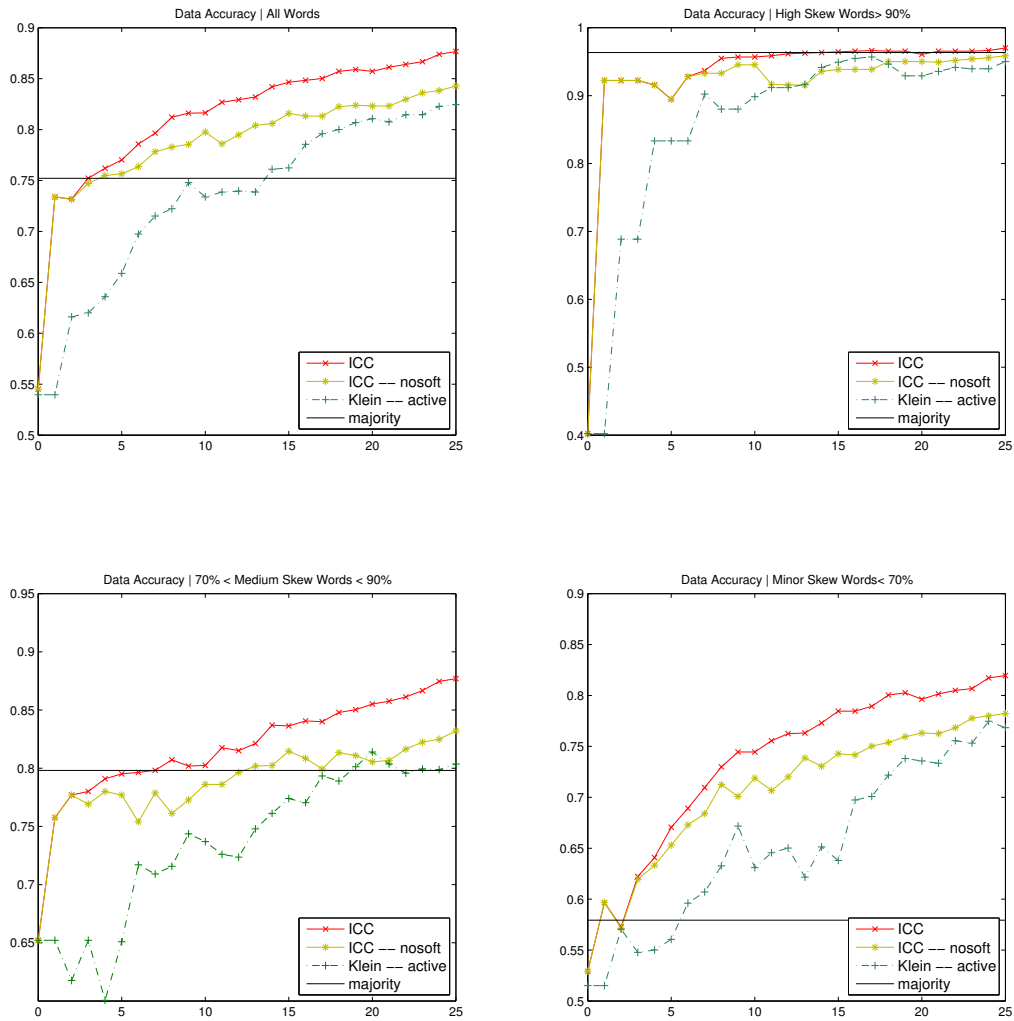 Data Accuracy | All Words
0.9
0.85
0.8
0.75
0.7
0.65
0.6
0.55
0.5
0 5 10 15 20 25
ICC
ICC −− nosoft
Klein −− active
majority
Data Accuracy | High Skew Words> 90%
1
0.9
0.8
0.7
0.6
0.5
0.4
0 5 10 15 20 25
ICC
ICC −− nosoft
Klein −− active
majority
Data Accuracy | 70% < Medium Skew Words < 90%
0.95
0.9
0.85
0.8
0.75
0.7
0.65
0 5 10 15 20 25
ICC
ICC −− nosoft
Klein −− active
majority
Data Accuracy | Minor Skew Words< 70%
0.9
0.85
0.8
0.75
0.7
0.65
0.6
0.55
0.5
0 5 10 15 20 25
ICC
ICC −− nosoft
Klein −− active
majority